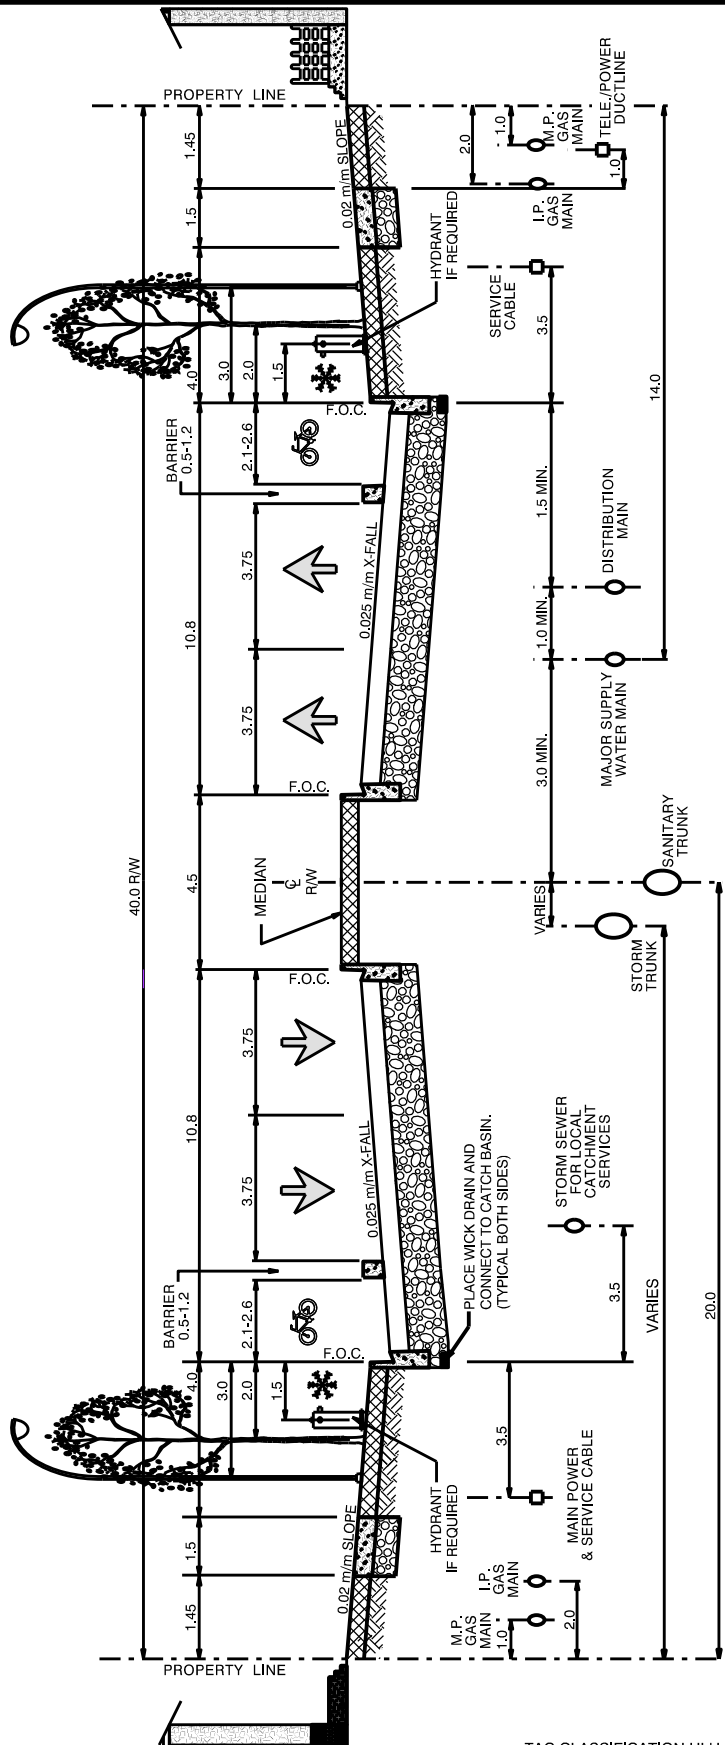 PROPERTY LINE
40.0 R/W
1.45
1.5
4.0
10.8
4.5
10.8
4.0
1.5
1.45
PROPERTY LINE
3.0
2.0
1.5
BARRIER
0.5-1.2
2.1-2.6
3.75
3.75
F.O.C.
F.O.C.
MEDIAN
℄
R/W
F.O.C.
3.75
3.75
BARRIER
0.5-1.2
2.1-2.6
F.O.C.
3.0
2.0
1.5
0.02 m/m SLOPE
0.025 m/m X-FALL
0.025 m/m X-FALL
0.02 m/m SLOPE
HYDRANT
IF REQUIRED
HYDRANT
IF REQUIRED
PLACE WICK DRAIN AND
CONNECT TO CATCH BASIN.
(TYPICAL BOTH SIDES)
2.0
1.0
M.P.
GAS
MAIN
I.P.
GAS
MAIN
TELE./POWER
DUCTLINE
1.0
SERVICE
CABLE
3.5
14.0
1.5 MIN.
DISTRIBUTION
MAIN
1.0 MIN.
MAJOR SUPPLY
WATER MAIN
3.0 MIN.
SANITARY
TRUNK
VARIES
STORM
TRUNK
STORM SEWER
FOR LOCAL
CATCHMENT
SERVICES
3.5
VARIES
20.0
3.5
MAIN POWER
& SERVICE CABLE
I.P.
GAS
MAIN
M.P.
GAS
MAIN
1.0
2.0